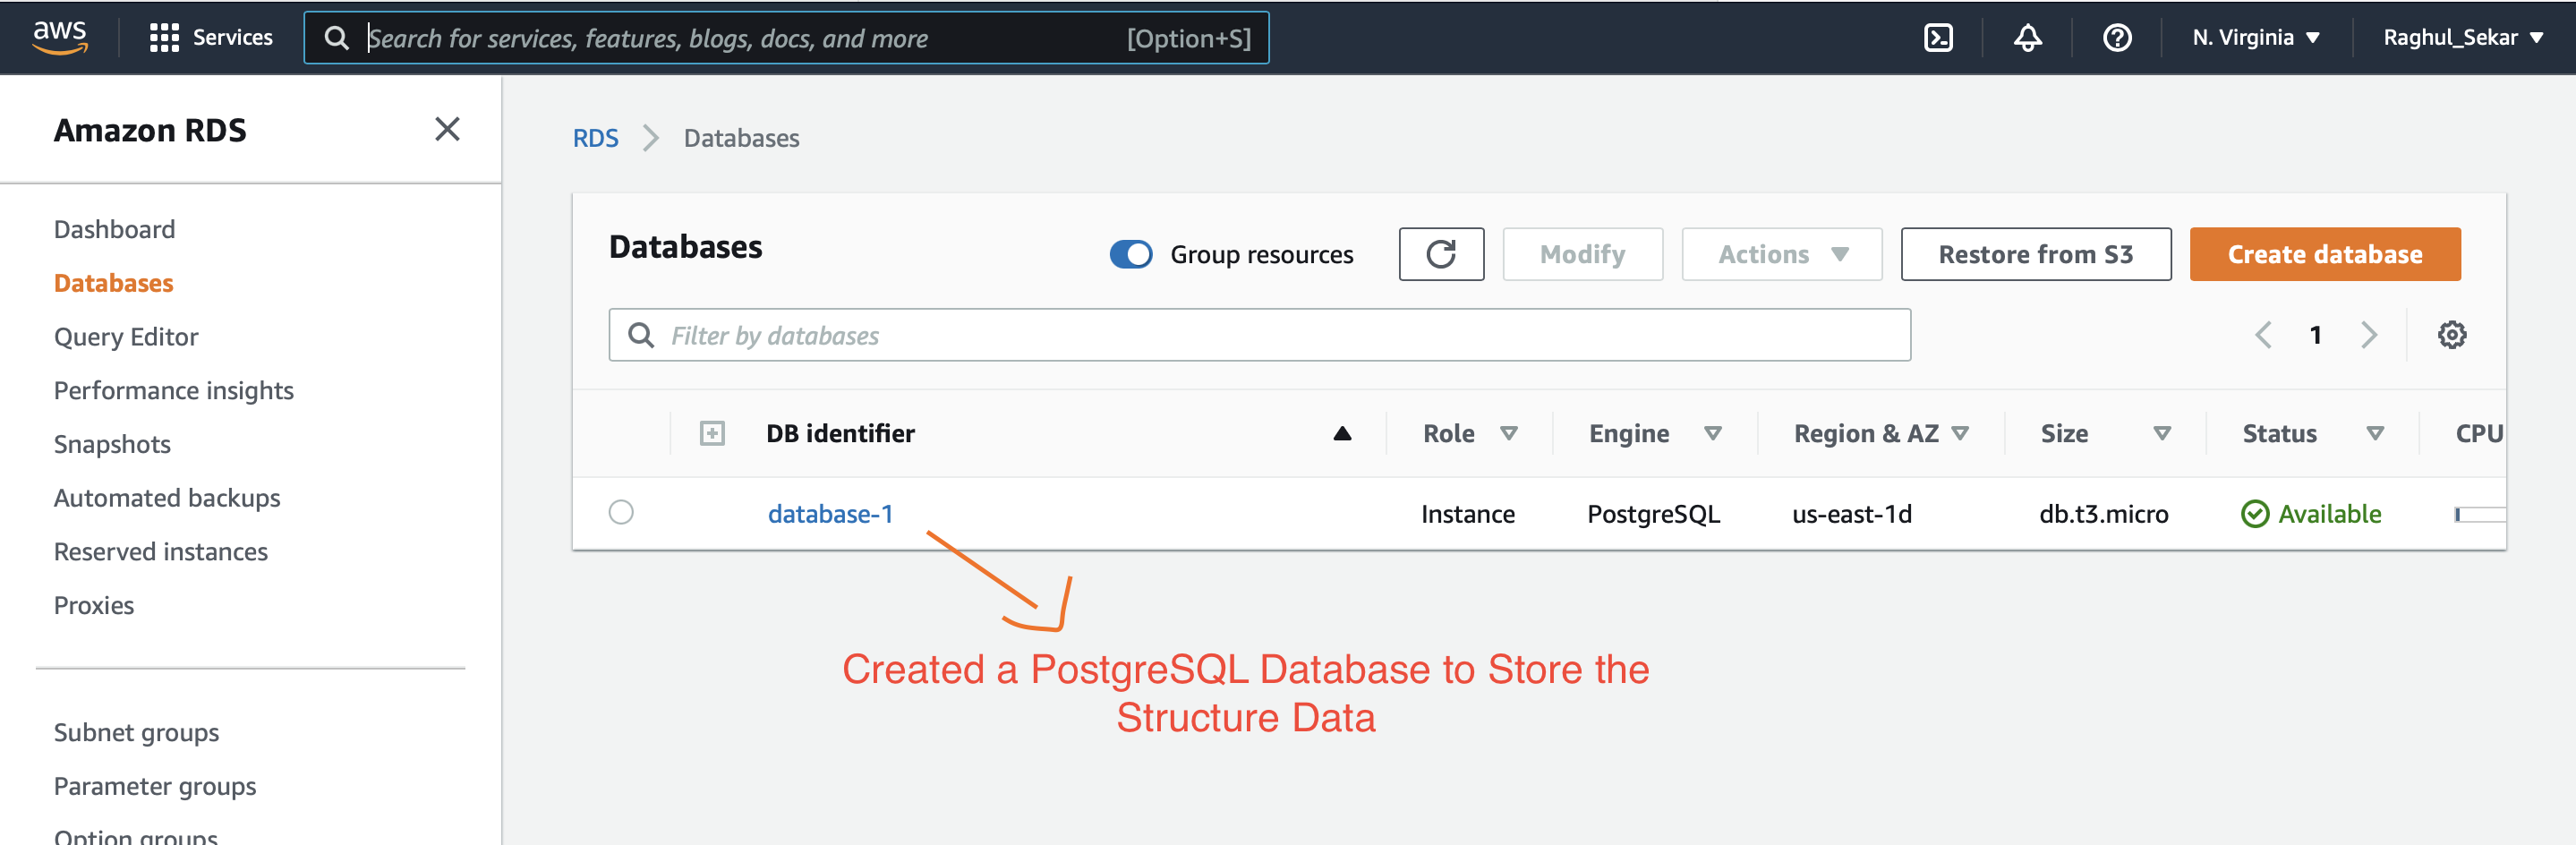 aws Services Search for services, features, blogs, docs, and more [Option+S] N. Virginia Raghul_Sekar
Amazon RDS
Dashboard
Databases
Query Editor
Performance insights
Snapshots
Automated backups
Reserved instances
Proxies
Subnet groups
Parameter groups
Option groups
RDS Databases
Databases Group resources Modify Actions Restore from S3 Create database
Filter by databases 1
DB identifier Role Engine Region & AZ Size Status CPU
database-1 Instance PostgreSQL us-east-1d db.t3.micro Available
Created a PostgreSQL Database to Store the
Structure Data